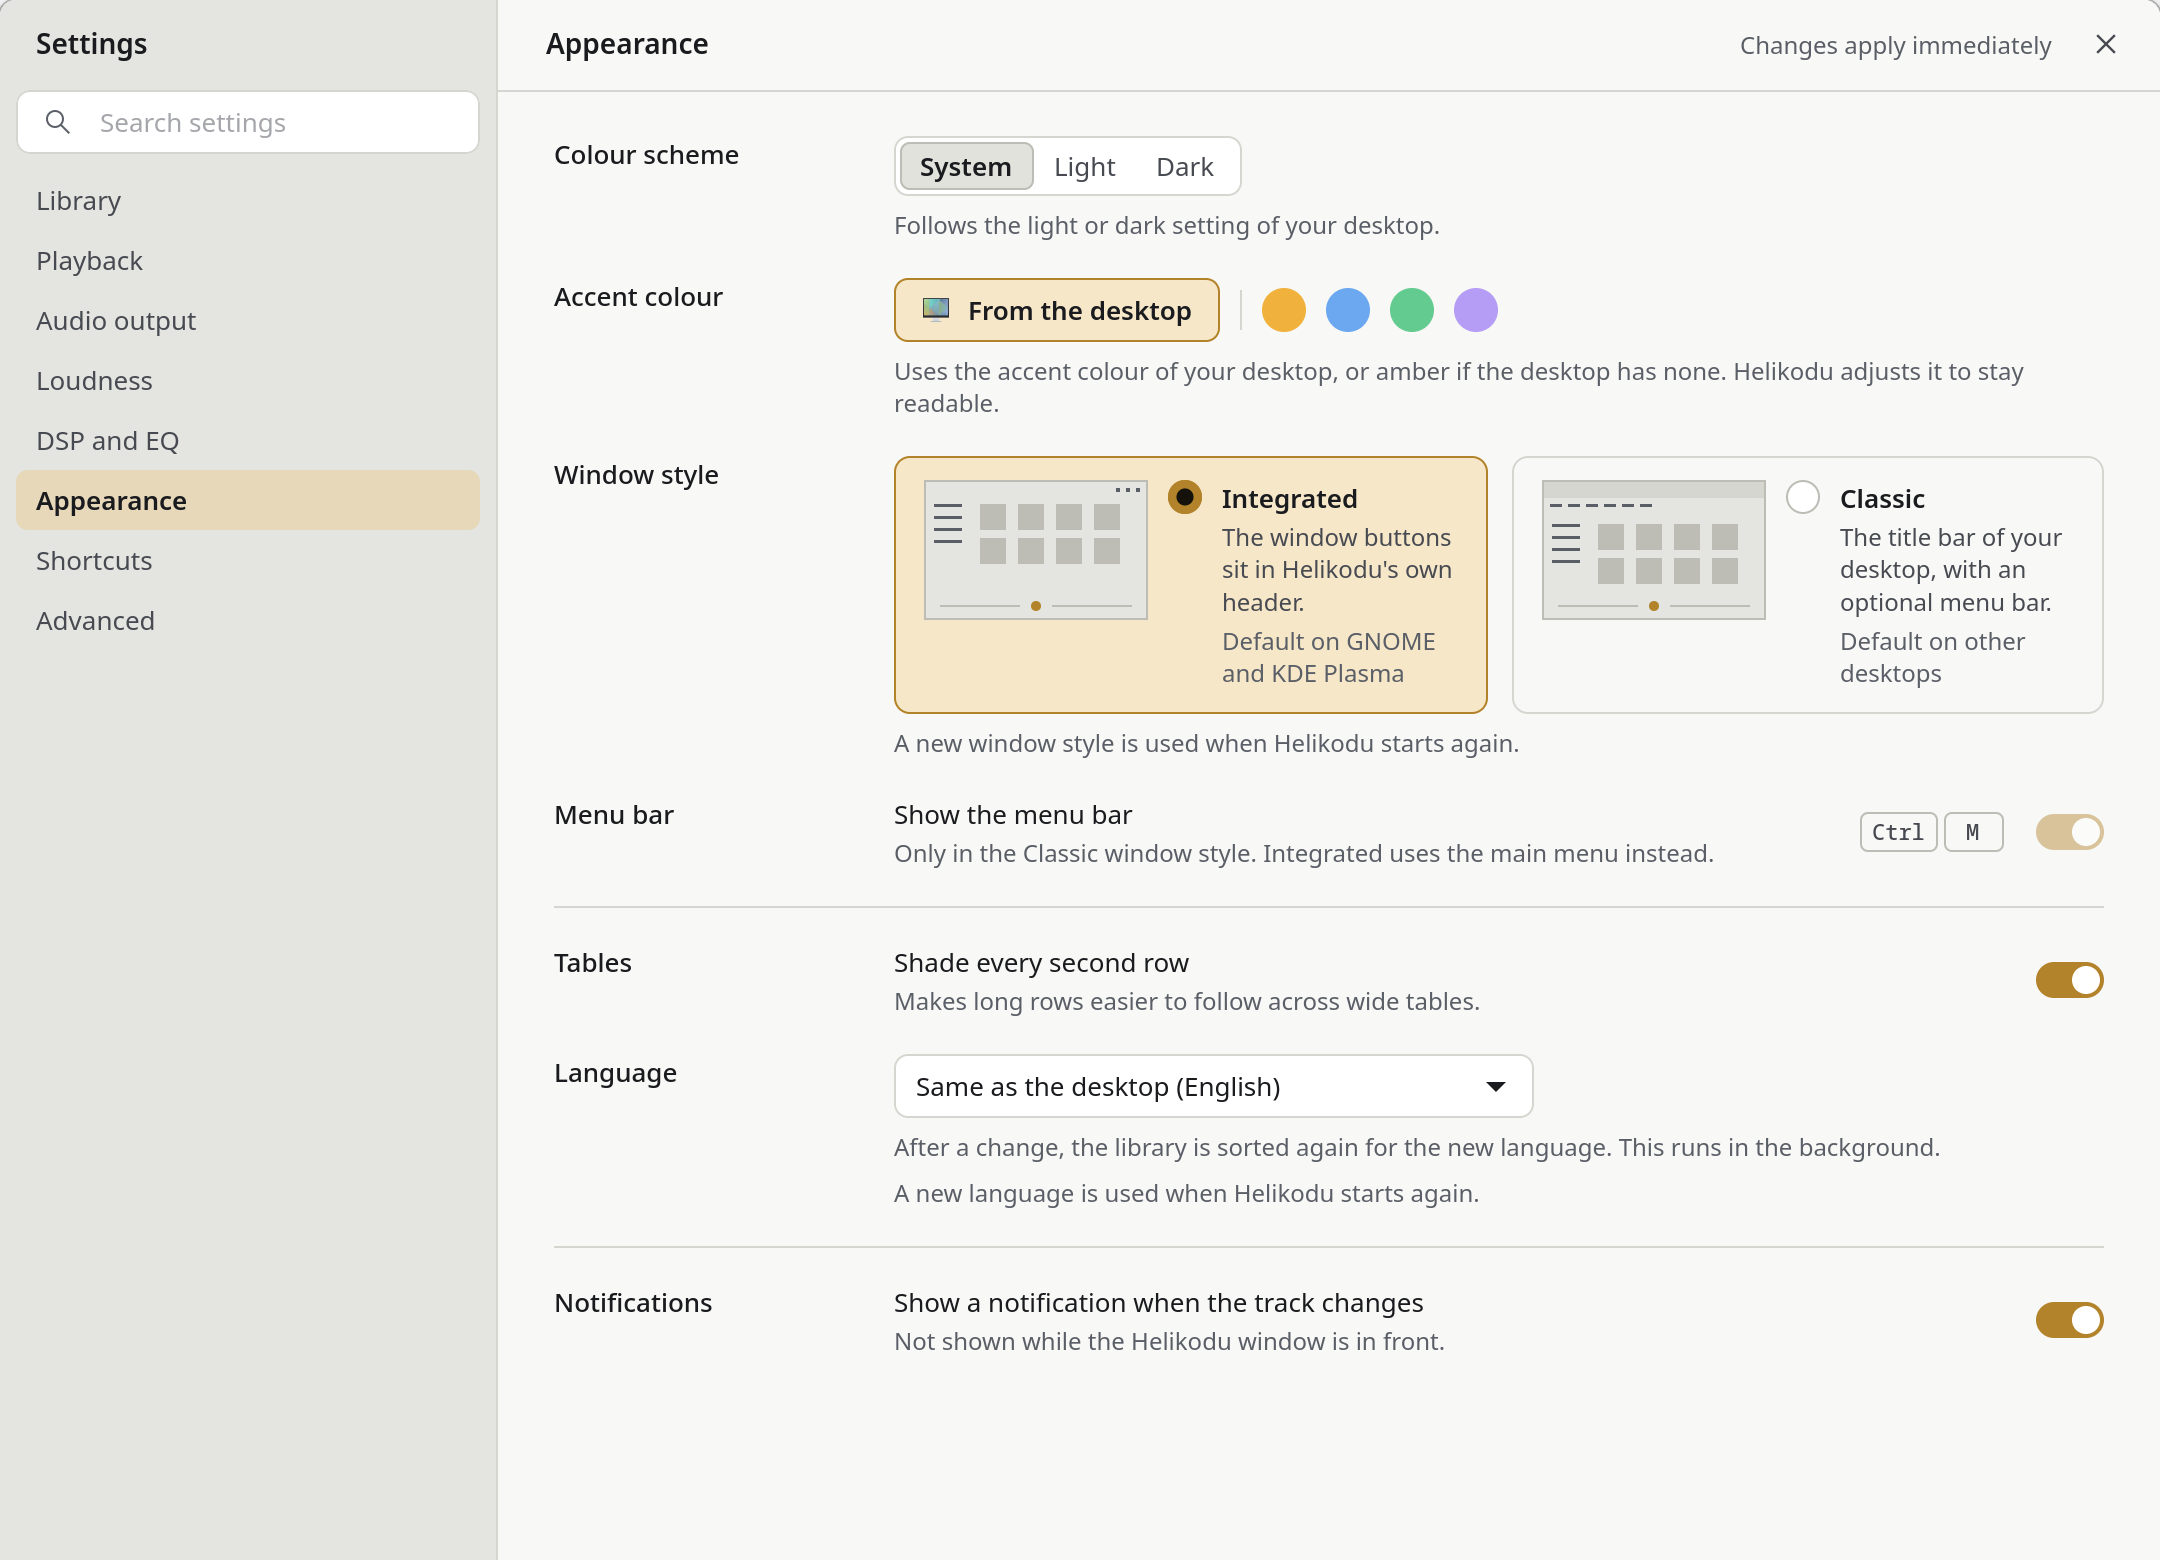 Settings
Search settings
Library
Playback
Audio output
Loudness
DSP and EQ
Appearance
Shortcuts
Advanced
Appearance
Changes apply immediately
Colour scheme
System Light Dark
Follows the light or dark setting of your desktop.
Accent colour
From the desktop
Uses the accent colour of your desktop, or amber if the desktop has none. Helikodu adjusts it to stay
readable.
Window style
Integrated
The window buttons
sit in Helikodu's own
header.
Default on GNOME
and KDE Plasma
Classic
The title bar of your
desktop, with an
optional menu bar.
Default on other
desktops
A new window style is used when Helikodu starts again.
Menu bar
Show the menu bar
Only in the Classic window style. Integrated uses the main menu instead.
Ctrl M
Tables
Shade every second row
Makes long rows easier to follow across wide tables.
Language
Same as the desktop (English)
After a change, the library is sorted again for the new language. This runs in the background.
A new language is used when Helikodu starts again.
Notifications
Show a notification when the track changes
Not shown while the Helikodu window is in front.